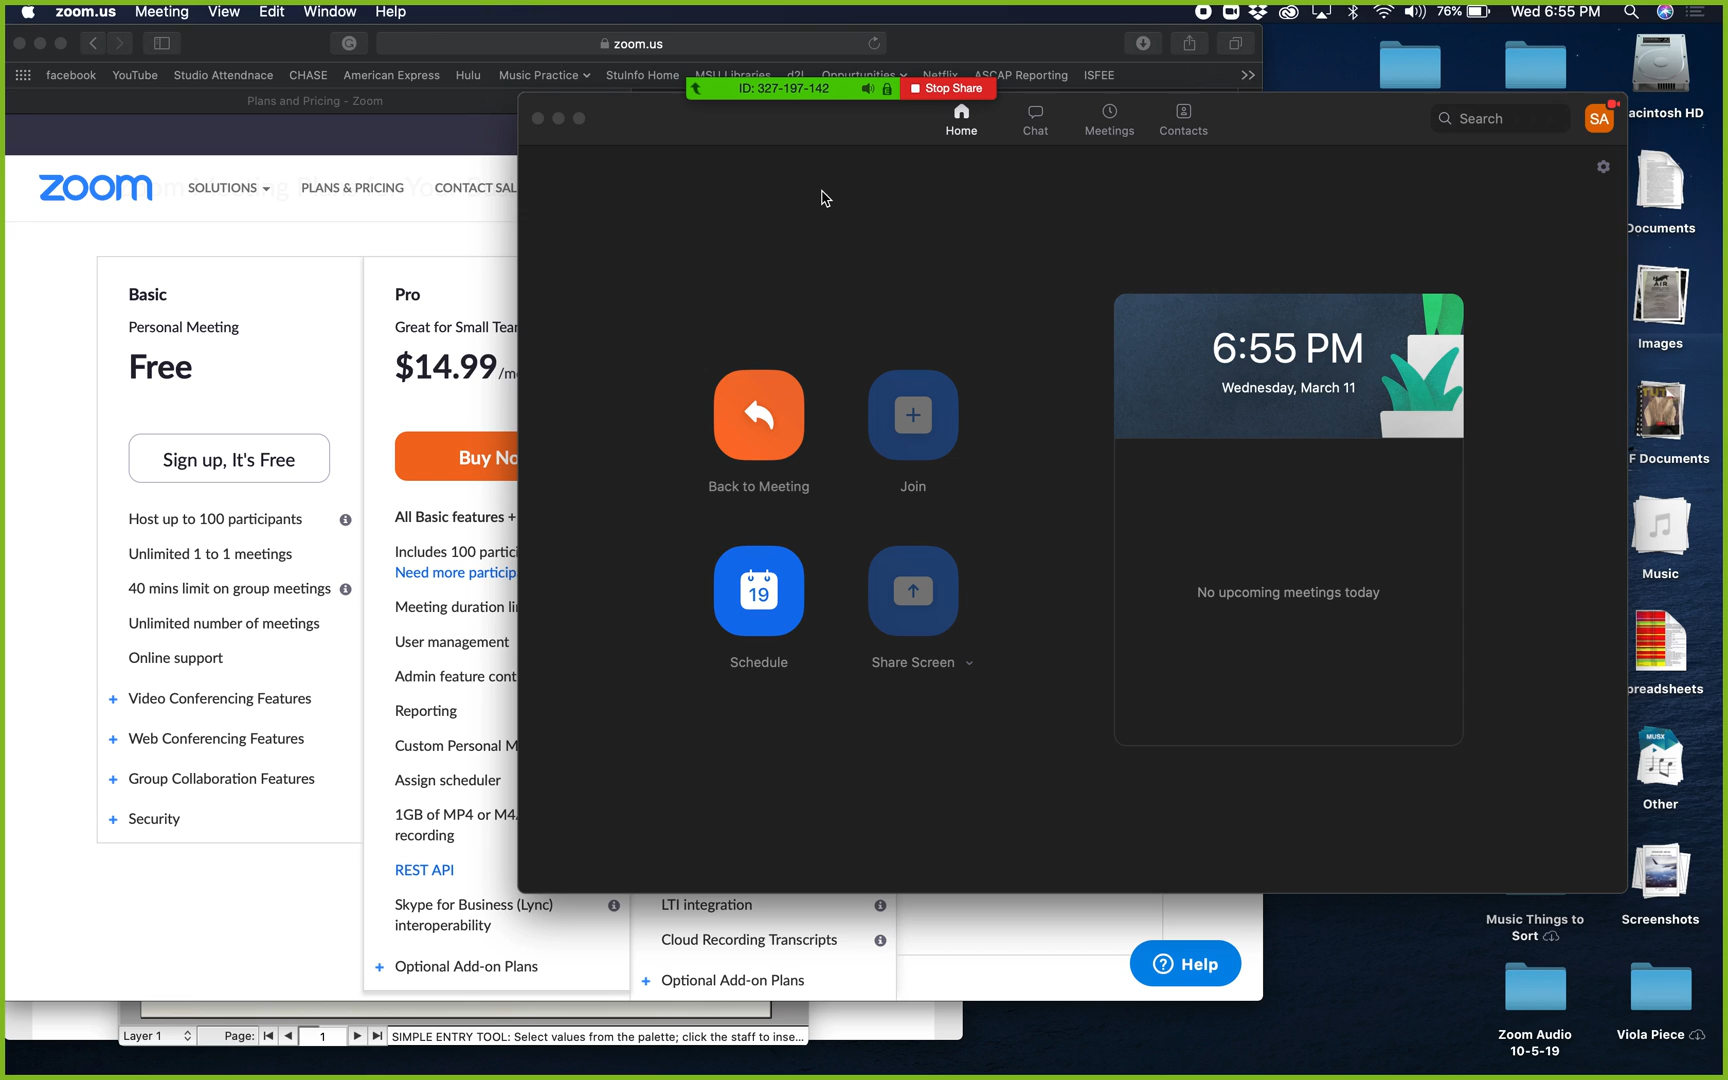 zoom.us Meeting View Edit Window Help 76% Wed 6:55 PM
zoom.us
facebook YouTube Studio Attendnace CHASE American Express Hulu Music Practice StuInfo Home MSU Libraries d2l Oppurtunities Netflix ASCAP Reporting ISFEE
Plans and Pricing - Zoom
ID: 327-197-142 Stop Share
Home Chat Meetings Contacts
Search
SA
zoom SOLUTIONS PLANS & PRICING CONTACT SAL
Basic
Personal Meeting
Free
Sign up, It's Free
Host up to 100 participants
Unlimited 1 to 1 meetings
40 mins limit on group meetings
Unlimited number of meetings
Online support
+ Video Conferencing Features
+ Web Conferencing Features
+ Group Collaboration Features
+ Security
Pro
Great for Small Tea
$14.99/m
Buy No
All Basic features +
Includes 100 partic
Need more particip
Meeting duration li
User management
Admin feature cont
Reporting
Custom Personal M
Assign scheduler
1GB of MP4 or M4
recording
REST API
Skype for Business (Lync)
interoperability
+ Optional Add-on Plans
LTI integration
Cloud Recording Transcripts
+ Optional Add-on Plans
Help
Back to Meeting
Join
19
Schedule
Share Screen
6:55 PM
Wednesday, March 11
No upcoming meetings today
acintosh HD
Documents
Images
F Documents
Music
preadsheets
MUSX
Other
Music Things to
Sort
Screenshots
Zoom Audio
10-5-19
Viola Piece
Layer 1 Page: 1 SIMPLE ENTRY TOOL: Select values from the palette; click the staff to inse...